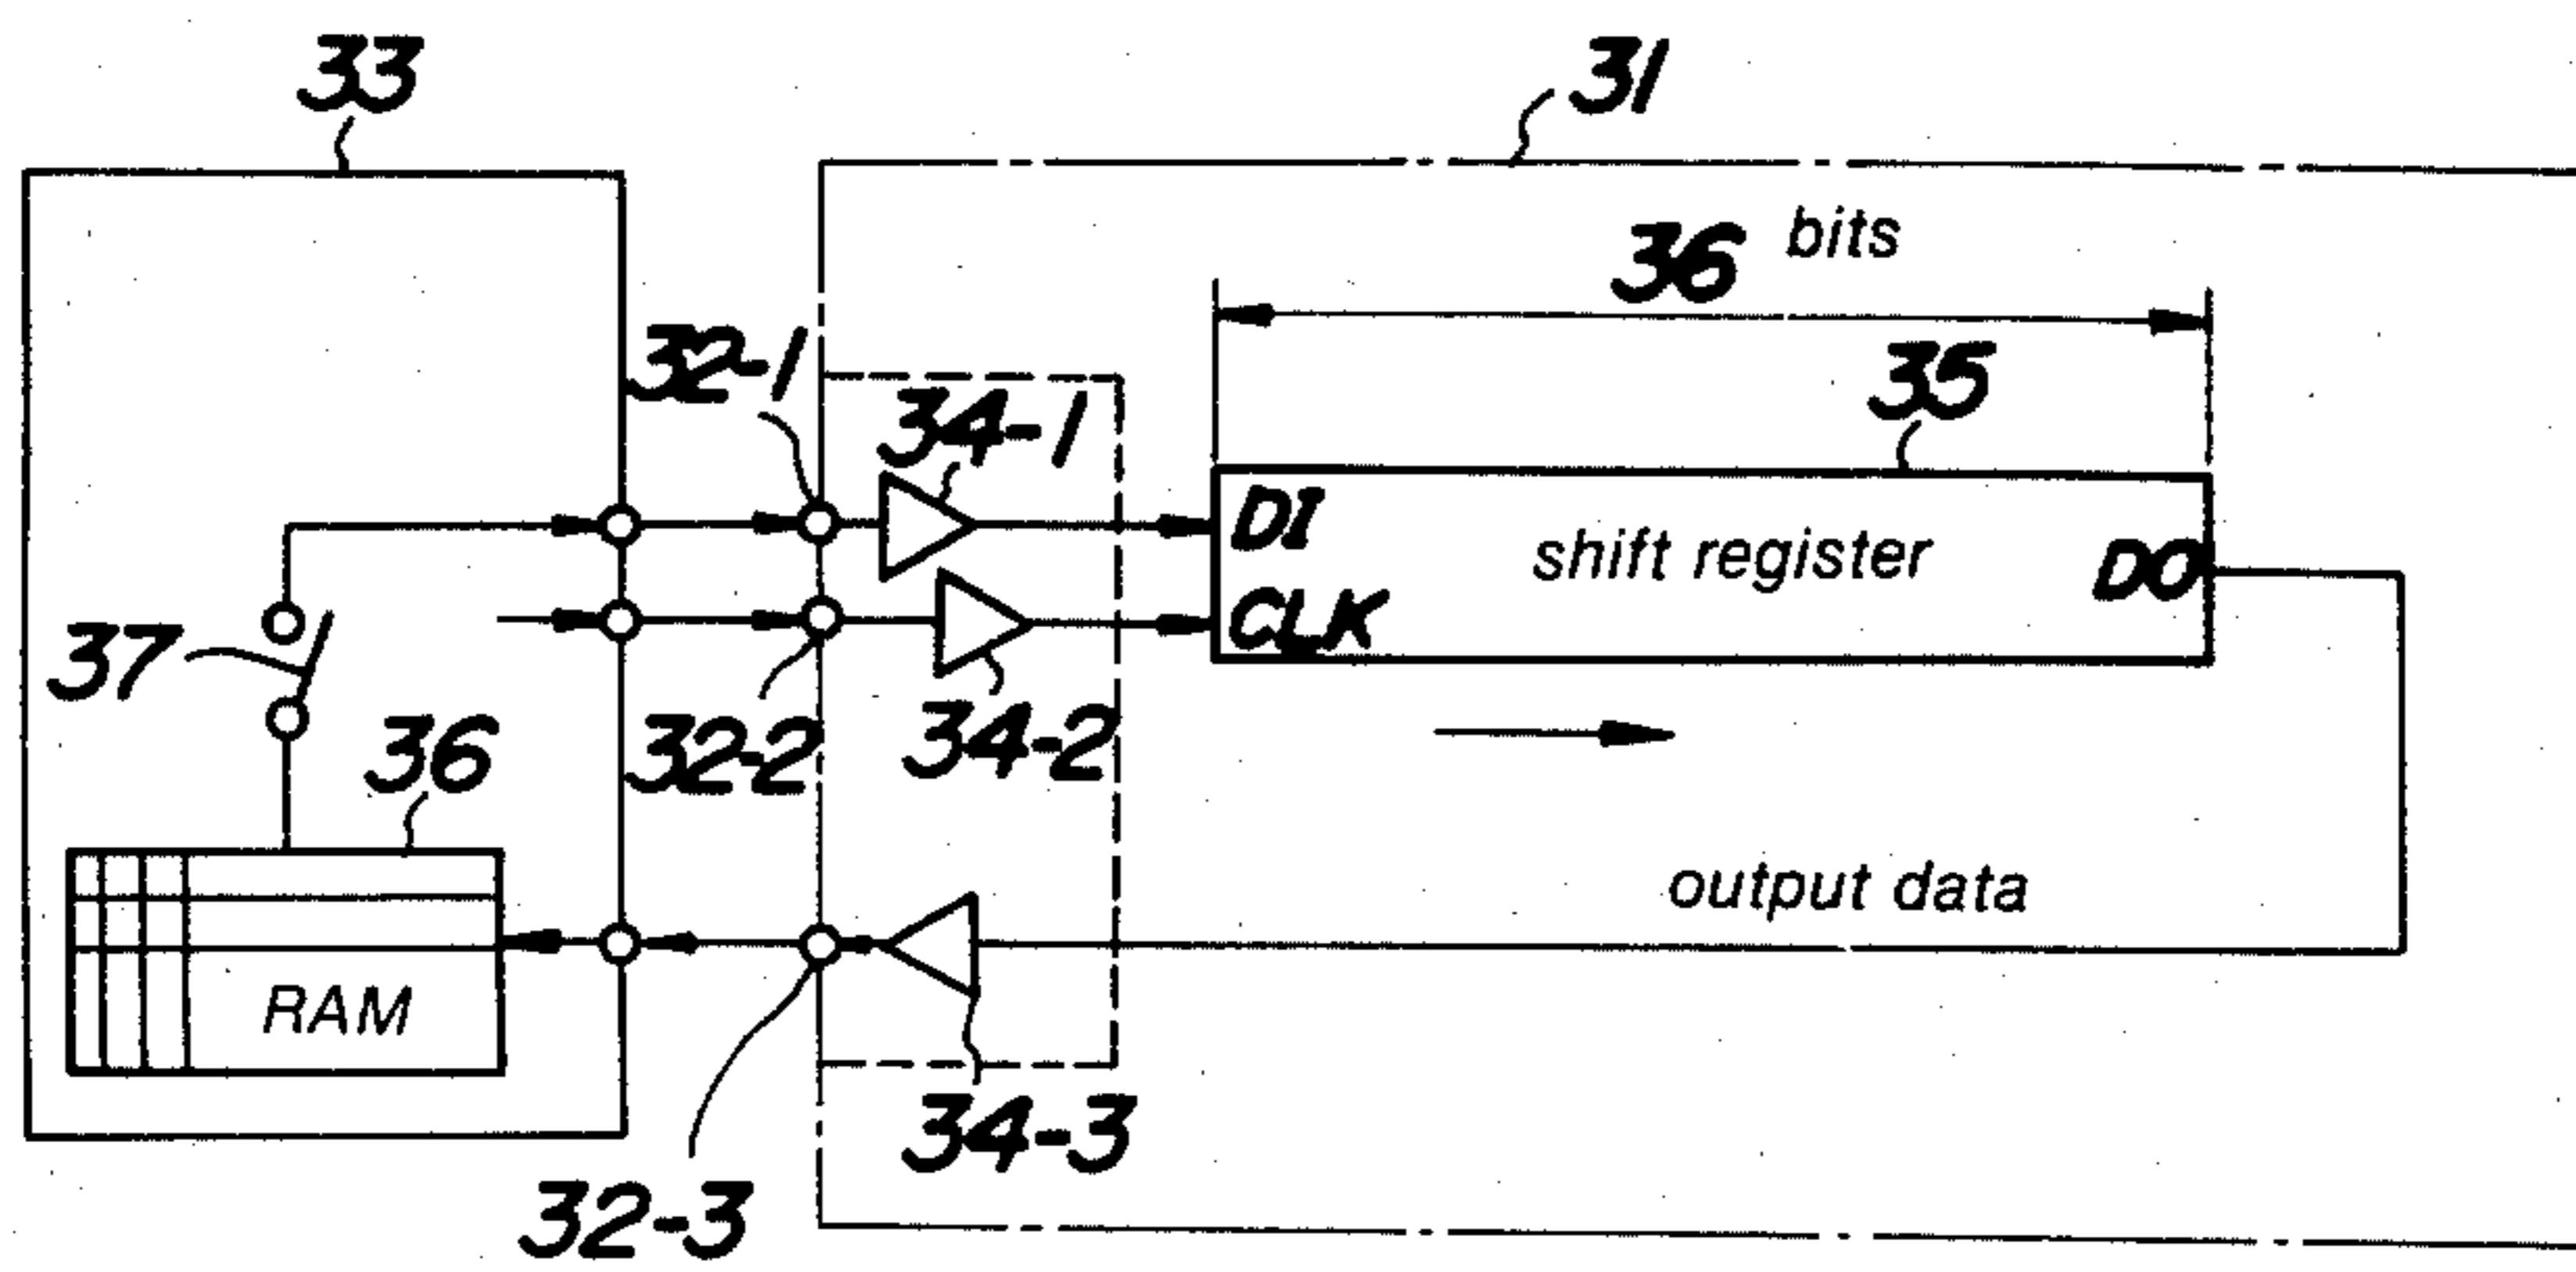 33
31
36 bits
32-1
34-1
35
DI
shift register
DO
CLK
37
36
32-2
34-2
output data
RAM
34-3
32-3